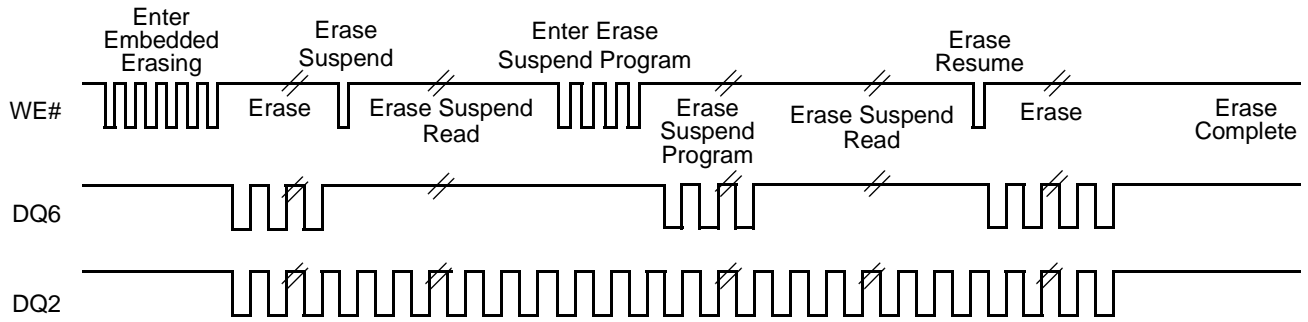 Enter
Embedded
Erasing
Erase
Suspend
Enter Erase
Suspend Program
Erase
Resume
WE#
Erase
Erase Suspend
Read
Erase
Suspend
Program
Erase Suspend
Read
Erase
Erase
Complete
DQ6
DQ2